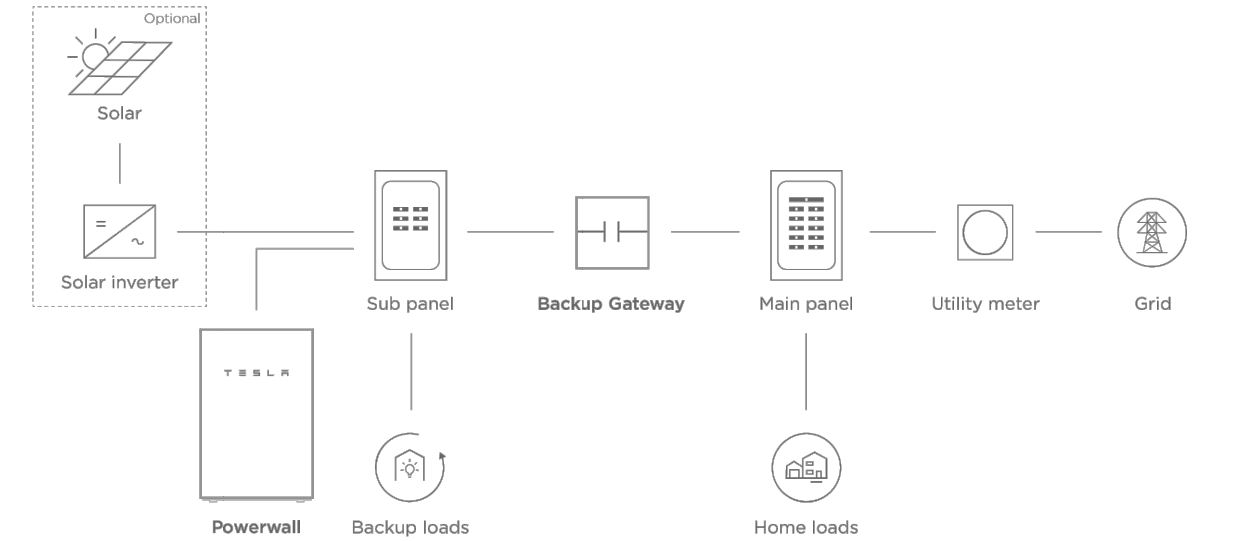 Optional
Solar
Solar inverter
Sub panel
Backup Gateway
Main panel
Utility meter
Grid
TESLA
Powerwall
Backup loads
Home loads